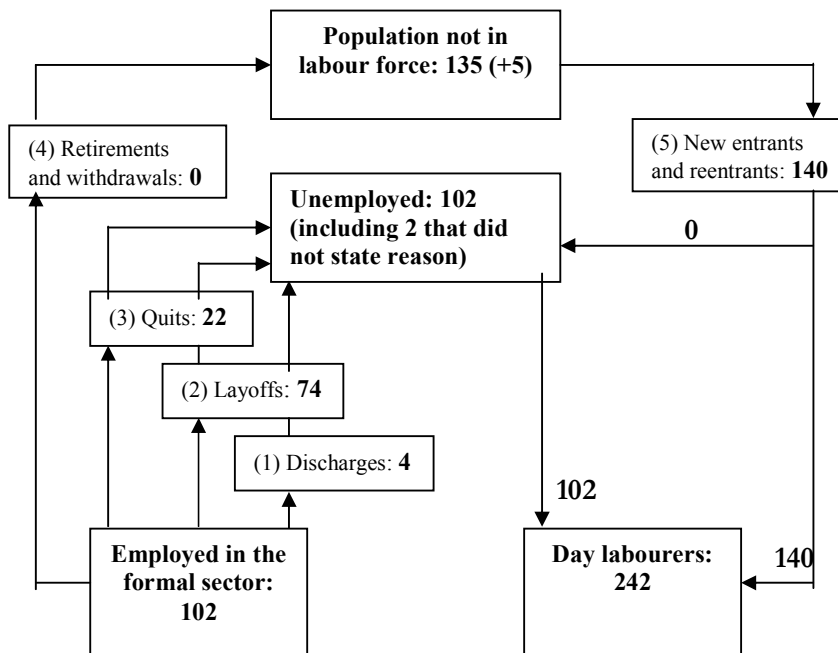 Population not in
labour force: 135 (+5)
(4) Retirements
and withdrawals: 0
(5) New entrants
and reentrants: 140
Unemployed: 102
(including 2 that did
not state reason)
0
(3) Quits: 22
(2) Layoffs: 74
(1) Discharges: 4
102
Employed in the
formal sector:
102
Day labourers:
242
140